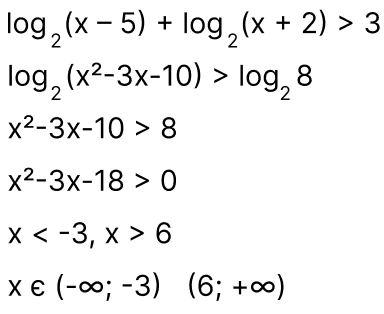 log₂(x – 5) + log₂(x + 2) > 3
log₂(x²-3x-10) > log₂ 8
x²-3x-10 > 8
x²-3x-18 > 0
x < -3, x > 6
x є (-∞; -3) (6; +∞)